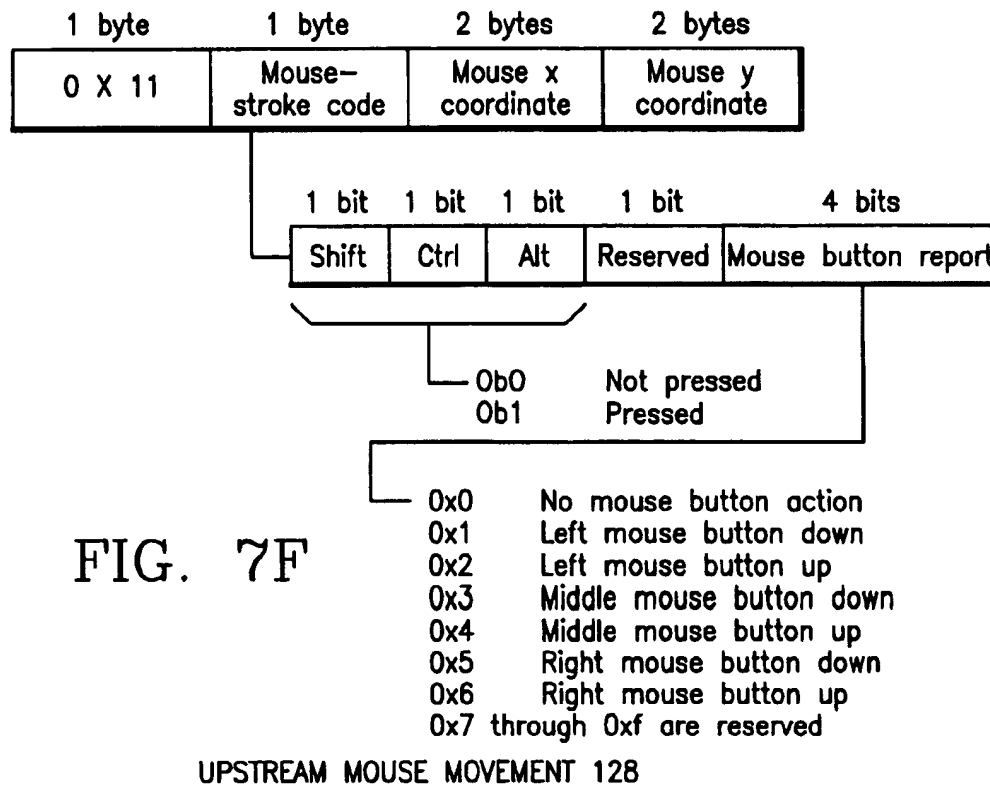 1 byte 1 byte 2 bytes 2 bytes
0 X 11 Mouse- Mouse x Mouse y
stroke code coordinate coordinate
1 bit 1 bit 1 bit 1 bit 4 bits
Shift Ctrl Alt Reserved Mouse button report
0b0 Not pressed
0b1 Pressed
0x0 No mouse button action
0x1 Left mouse button down
0x2 Left mouse button up
0x3 Middle mouse button down
0x4 Middle mouse button up
0x5 Right mouse button down
0x6 Right mouse button up
0x7 through 0xf are reserved
FIG. 7F
UPSTREAM MOUSE MOVEMENT 128